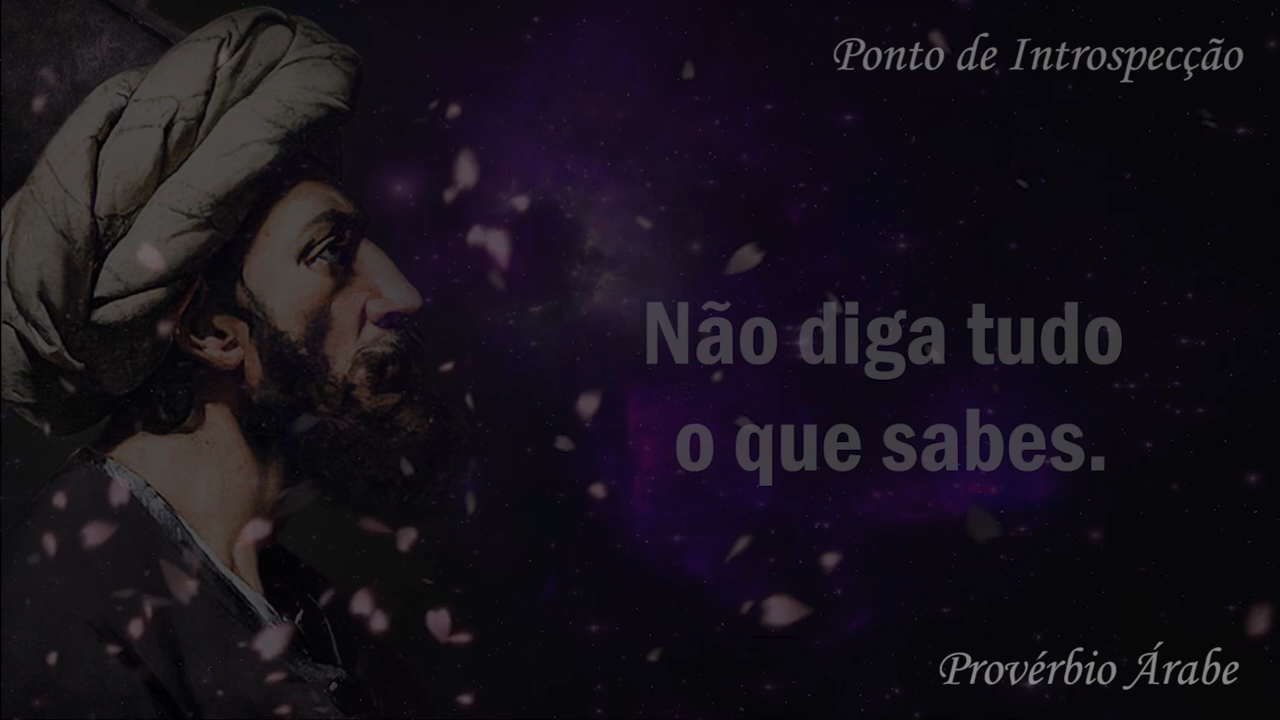 Ponto de Introspecção
Não diga tudo
o que sabes.
Provérbio Árabe